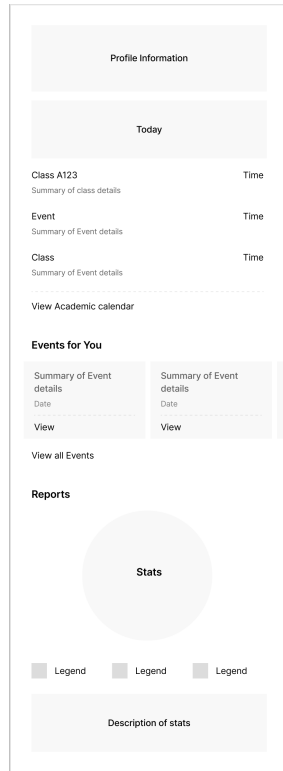 Profile Information
Today
Class A123 Time
Summary of class details
Event Time
Summary of Event details
Class Time
Summary of Event details
View Academic calendar
Events for You
Summary of Event
details
Date
View
Summary of Event
details
Date
View
View all Events
Reports
Stats
Legend Legend Legend
Description of stats